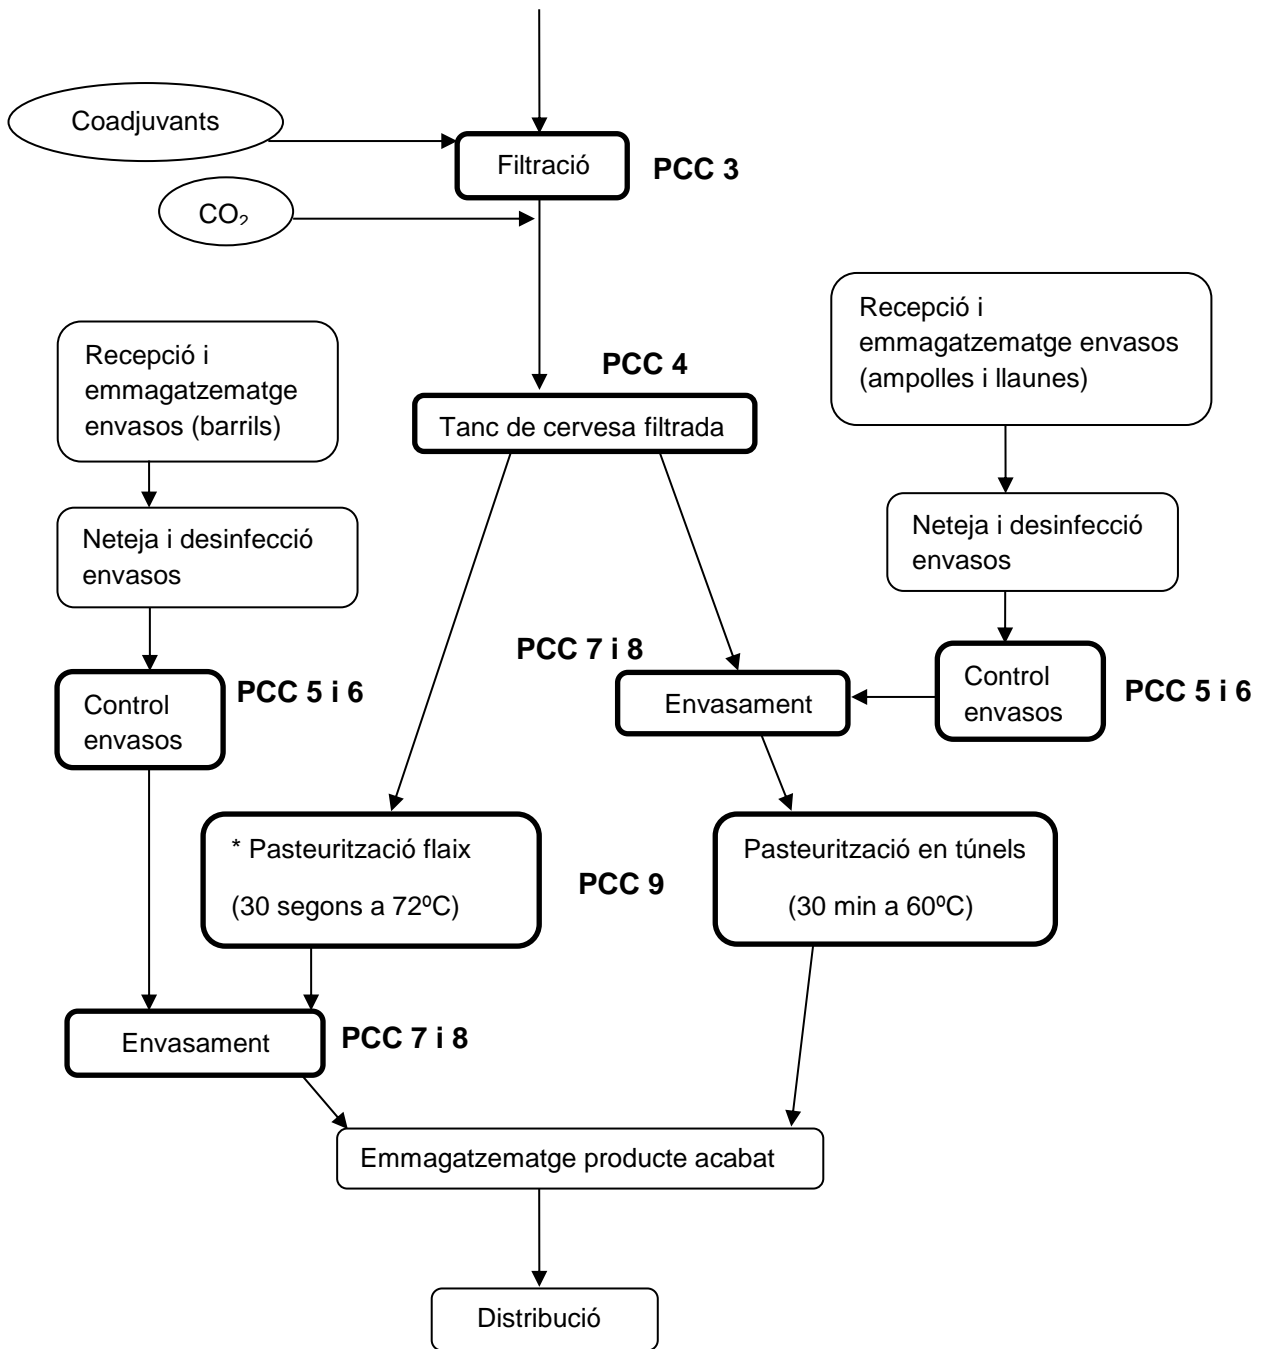 Coadjuvants
Filtració
PCC 3
CO₂
Recepció i
emmagatzematge envasos
(ampolles i llaunes)
Recepció i
emmagatzematge
envasos (barrils)
PCC 4
Tanc de cervesa filtrada
Neteja i desinfecció
envasos
Neteja i desinfecció
envasos
PCC 7 i 8
Control
envasos
PCC 5 i 6
Envasament
Control
envasos
PCC 5 i 6
* Pasteurització flaix
(30 segons a 72ºC)
PCC 9
Pasteurització en túnels
(30 min a 60ºC)
Envasament
PCC 7 i 8
Emmagatzematge producte acabat
Distribució